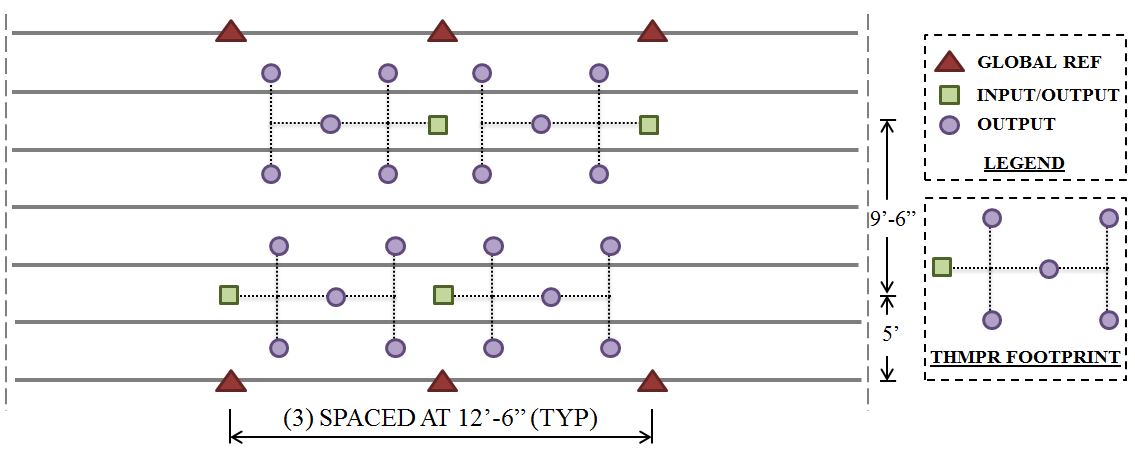 GLOBAL REF
INPUT/OUTPUT
OUTPUT
LEGEND
9’-6”
5’
THMPR FOOTPRINT
(3) SPACED AT 12’-6” (TYP)